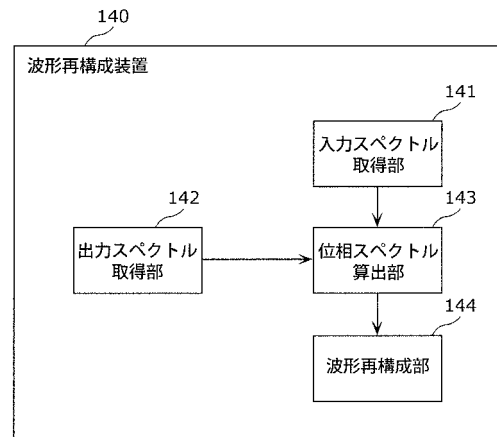 140
波形再構成装置
141
入力スペクトル
取得部
142
出力スペクトル
取得部
143
位相スペクトル
算出部
144
波形再構成部